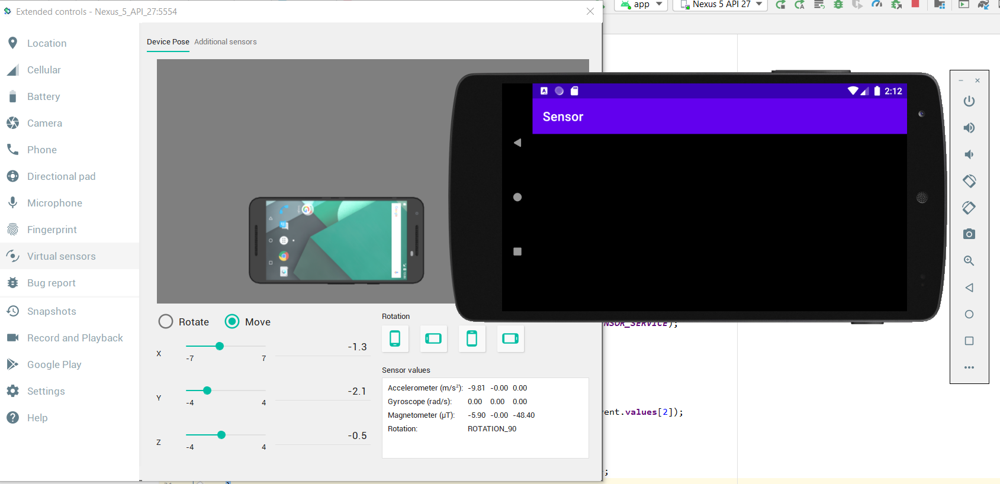 Extended controls - Nexus_5_API_27:5554
app
Nexus 5 API 27
Location
Cellular
Battery
Camera
Phone
Directional pad
Microphone
Fingerprint
Virtual sensors
Bug report
Snapshots
Record and Playback
Google Play
Settings
Help
Device Pose Additional sensors
2:12
Sensor
Rotate Move
X -7 7 -1.3
Y -4 4 -2.1
Z -4 4 -0.5
Rotation
Sensor values
Accelerometer (m/s²): -9.81 -0.00 0.00
Gyroscope (rad/s): 0.00 0.00 0.00
Magnetometer (μT): -5.90 -0.00 -48.40
Rotation: ROTATION_90
NSOR_SERVICE);
ent.values[2]);
;